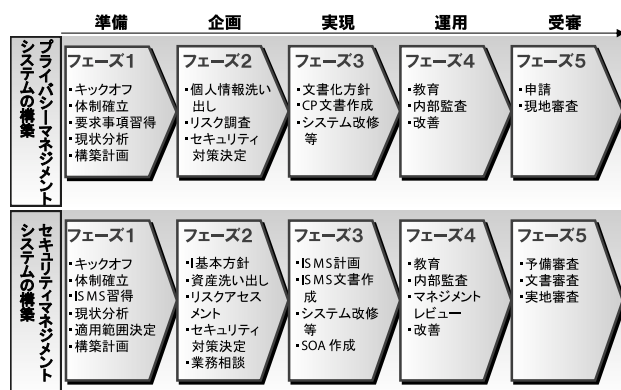 準備
企画
実現
運用
受審
プライバシーマネジメント
システムの構築
フェーズ1
・キックオフ
・体制確立
・要求事項習得
・現状分析
・構築計画
フェーズ2
・個人情報洗い
出し
・リスク調査
・セキュリティ
対策決定
フェーズ3
・文書化方針
・CP文書作成
・システム改修
等
フェーズ4
・教育
・内部監査
・改善
フェーズ5
・申請
・現地審査
セキュリティマネジメント
システムの構築
フェーズ1
・キックオフ
・体制確立
・ISMS習得
・現状分析
・適用範囲決定
・構築計画
フェーズ2
・I基本方針
・資産洗い出し
・リスクアセス
メント
・セキュリティ
対策決定
・業務相談
フェーズ3
・ISMS計画
・ISMS文書作
成
・システム改修
等
・SOA作成
フェーズ4
・教育
・内部監査
・マネジメント
レビュー
・改善
フェーズ5
・予備審査
・文書審査
・実地審査